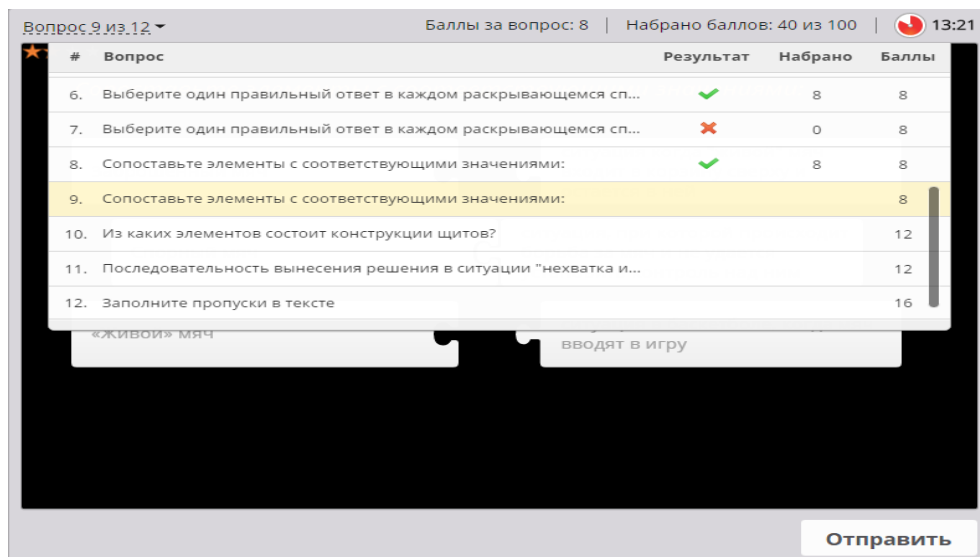 Вопрос 9 из 12 Баллы за вопрос: 8 | Набрано баллов: 40 из 100 | 13:21
# Вопрос Результат Набрано Баллы
6. Выберите один правильный ответ в каждом раскрывающемся сп... 8 8
7. Выберите один правильный ответ в каждом раскрывающемся сп... 0 8
8. Сопоставьте элементы с соответствующими значениями: 8 8
9. Сопоставьте элементы с соответствующими значениями: 8
10. Из каких элементов состоит конструкции щитов? 12
11. Последовательность вынесения решения в ситуации "нехватка и... 12
12. Заполните пропуски в тексте 16
«Живой» мяч
вводят в игру
Отправить